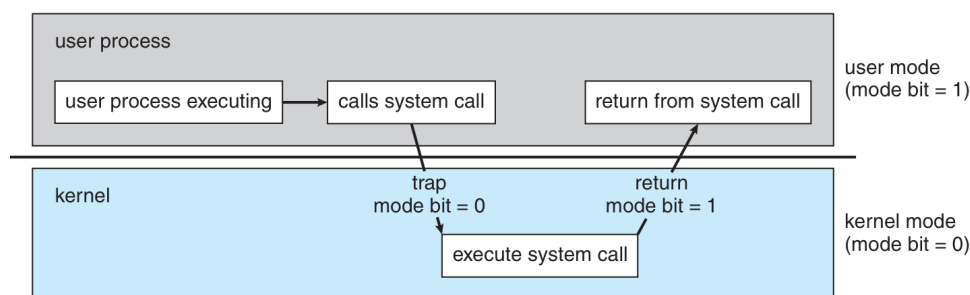 user process
user process executing
calls system call
return from system call
user mode
(mode bit = 1)
kernel
trap
mode bit = 0
return
mode bit = 1
execute system call
kernel mode
(mode bit = 0)